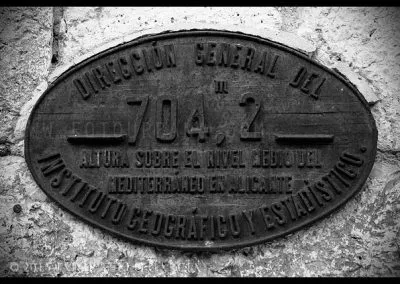 DIRECCIÓN GENERAL DEL
m
704,2
ALTURA SOBRE EL NIVEL MEDIO DEL
MEDITERRÁNEO EN ALICANTE
INSTITUTO GEOGRÁFICO Y ESTADÍSTICO.